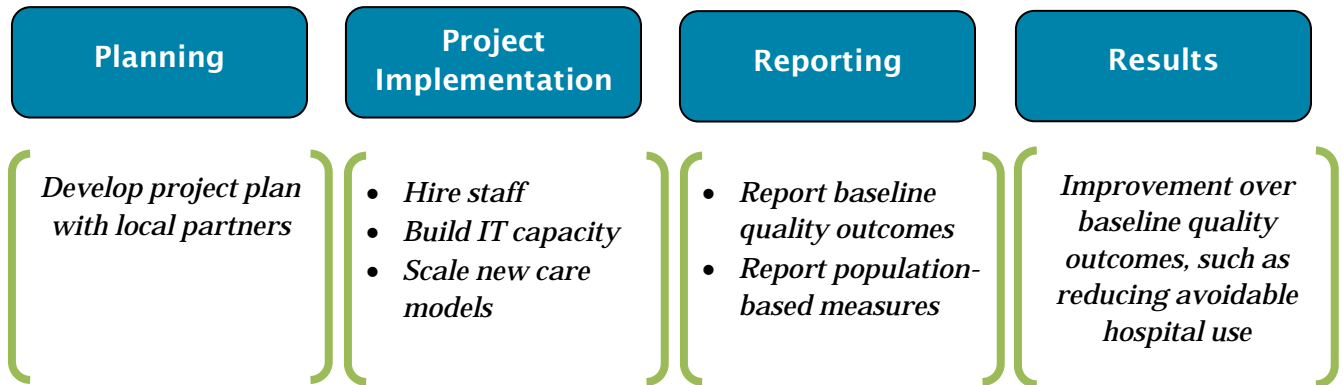 Planning
Project
Implementation
Reporting
Results
Develop project plan
with local partners
• Hire staff
• Build IT capacity
• Scale new care
models
• Report baseline
quality outcomes
• Report population-
based measures
Improvement over
baseline quality
outcomes, such as
reducing avoidable
hospital use